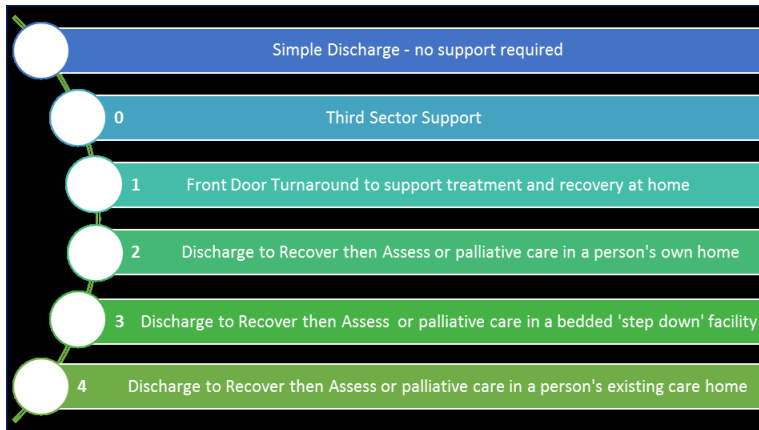 Simple Discharge - no support required
0 Third Sector Support
1 Front Door Turnaround to support treatment and recovery at home
2 Discharge to Recover then Assess or palliative care in a person's own home
3 Discharge to Recover then Assess or palliative care in a bedded 'step down' facility
4 Discharge to Recover then Assess or palliative care in a person's existing care home